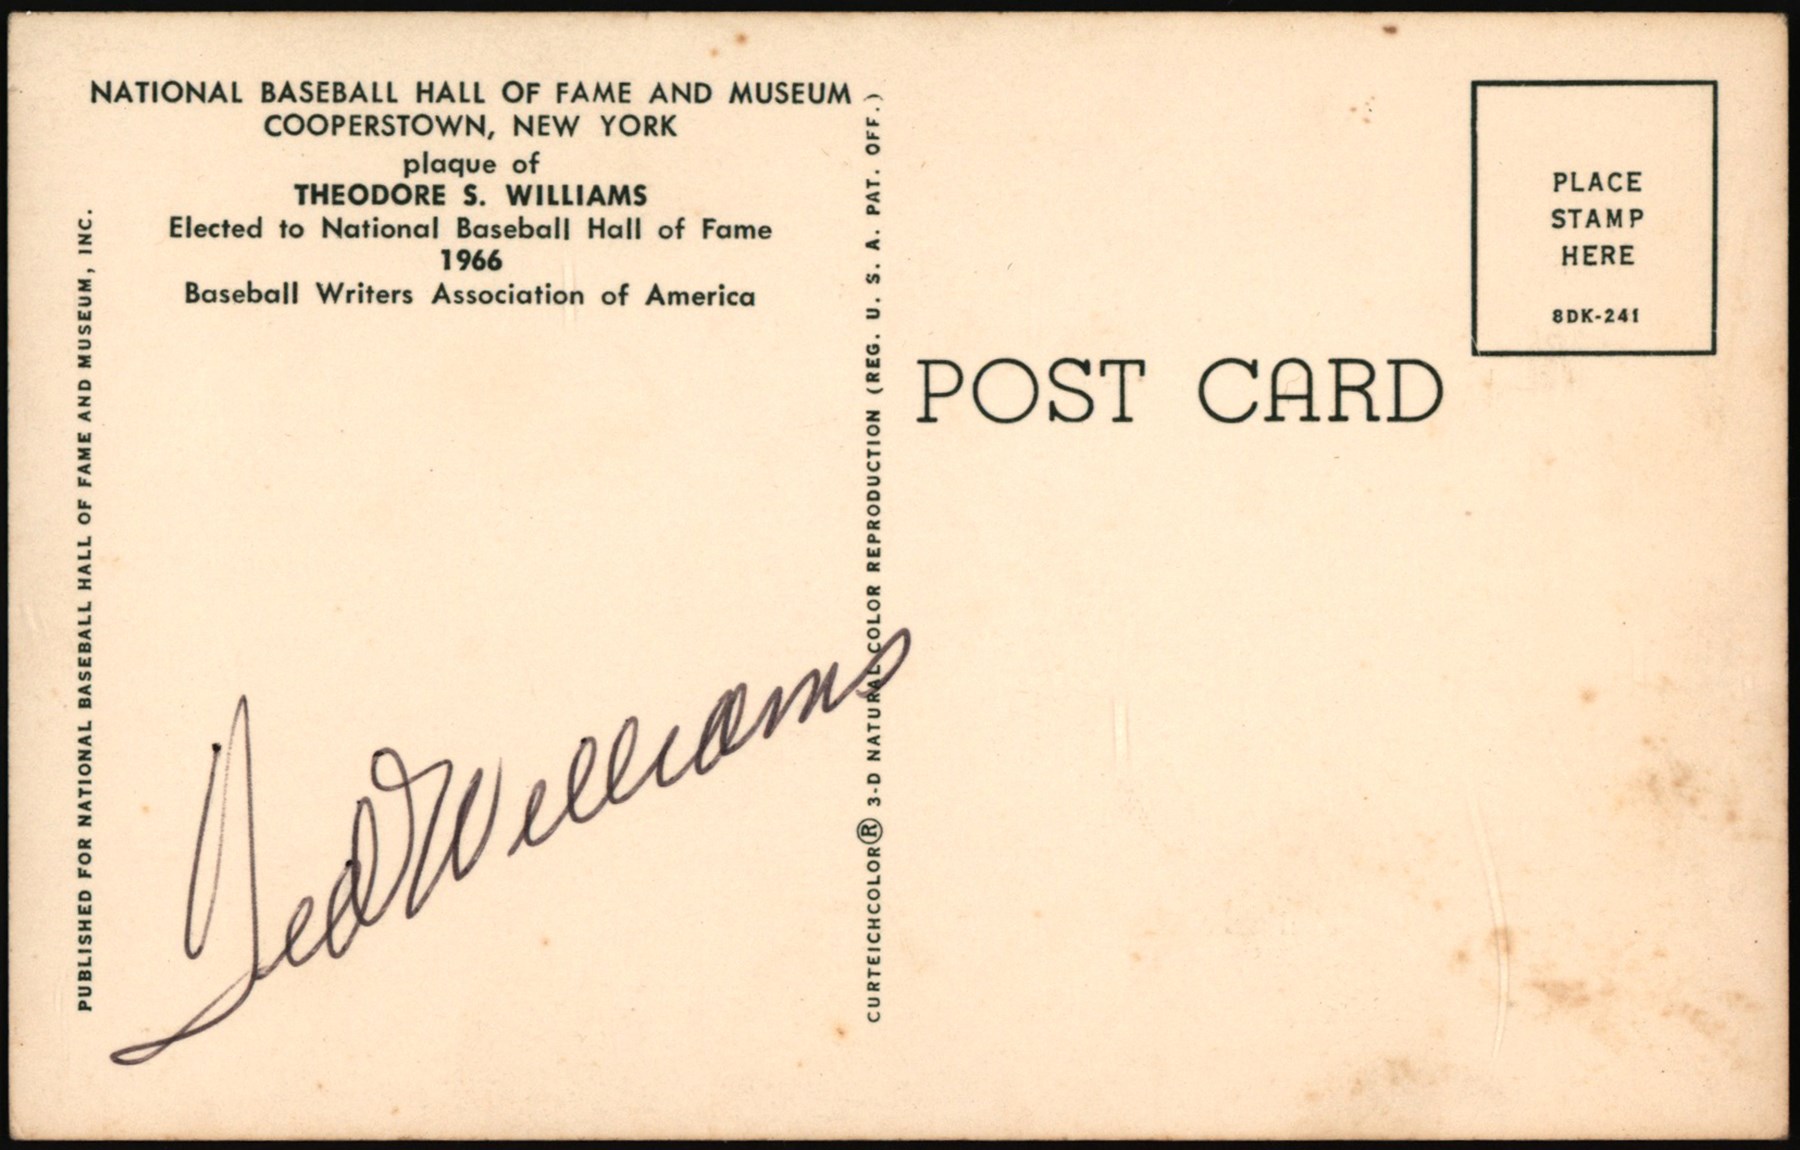 NATIONAL BASEBALL HALL OF FAME AND MUSEUM
COOPERSTOWN, NEW YORK
plaque of
THEODORE S. WILLIAMS
Elected to National Baseball Hall of Fame
1966
Baseball Writers Association of America
PUBLISHED FOR NATIONAL BASEBALL HALL OF FAME AND MUSEUM, INC.
Ted Williams
CURTEICHCOLOR® 3-D NATURAL COLOR REPRODUCTION (REG. U. S. A. PAT. OFF.)
POST CARD
PLACE
STAMP
HERE
8DK-241